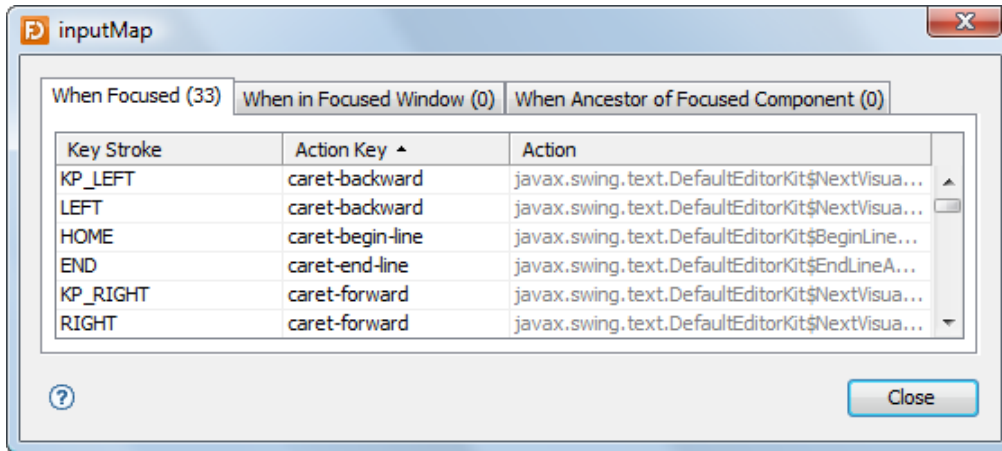 inputMap
When Focused (33) When in Focused Window (0) When Ancestor of Focused Component (0)
Key Stroke Action Key Action
KP_LEFT caret-backward javax.swing.text.DefaultEditorKit$NextVisua...
LEFT caret-backward javax.swing.text.DefaultEditorKit$NextVisua...
HOME caret-begin-line javax.swing.text.DefaultEditorKit$BeginLine...
END caret-end-line javax.swing.text.DefaultEditorKit$EndLineA...
KP_RIGHT caret-forward javax.swing.text.DefaultEditorKit$NextVisua...
RIGHT caret-forward javax.swing.text.DefaultEditorKit$NextVisua...
? Close